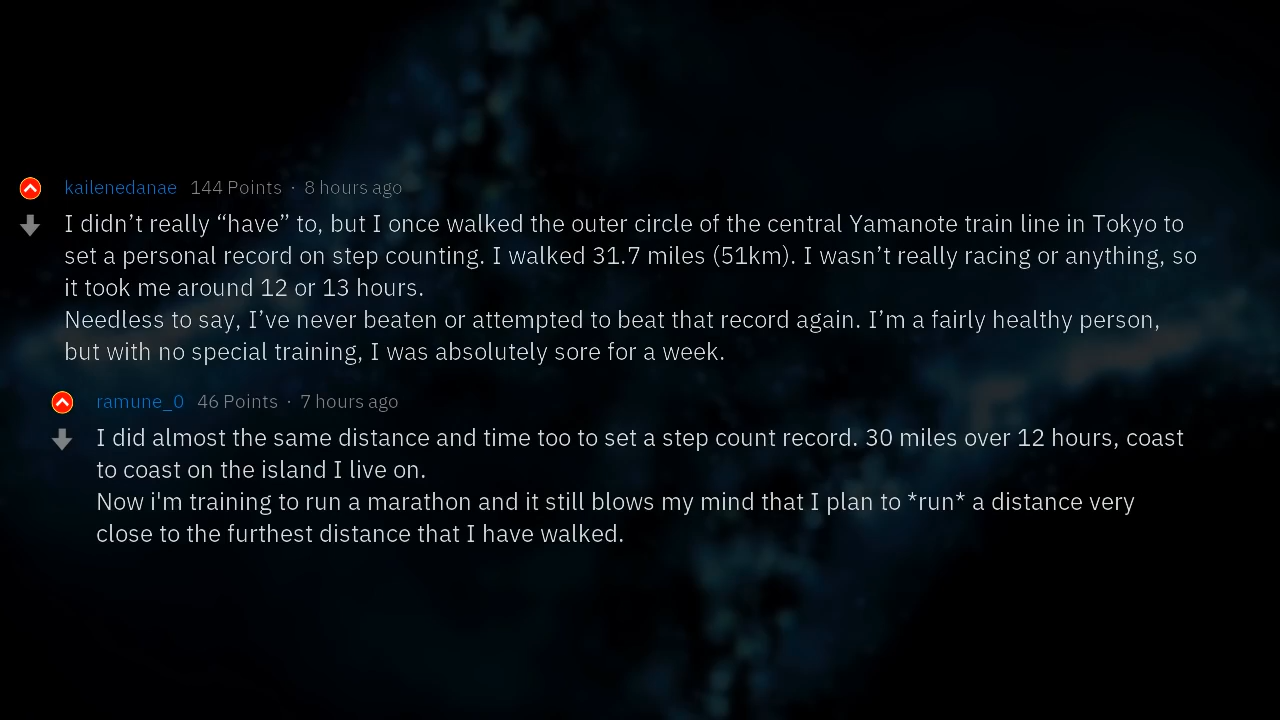 kailenedanae 144 Points · 8 hours ago
I didn’t really “have” to, but I once walked the outer circle of the central Yamanote train line in Tokyo to
set a personal record on step counting. I walked 31.7 miles (51km). I wasn’t really racing or anything, so
it took me around 12 or 13 hours.
Needless to say, I’ve never beaten or attempted to beat that record again. I’m a fairly healthy person,
but with no special training, I was absolutely sore for a week.
ramune_0 46 Points · 7 hours ago
I did almost the same distance and time too to set a step count record. 30 miles over 12 hours, coast
to coast on the island I live on.
Now i'm training to run a marathon and it still blows my mind that I plan to *run* a distance very
close to the furthest distance that I have walked.